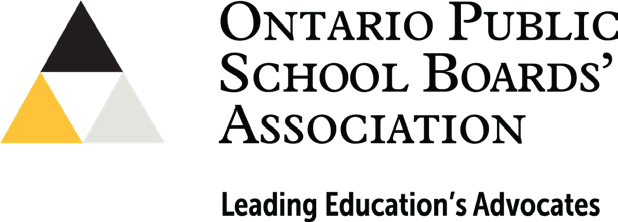 ONTARIO PUBLIC
SCHOOL BOARDS’
ASSOCIATION
Leading Education’s Advocates